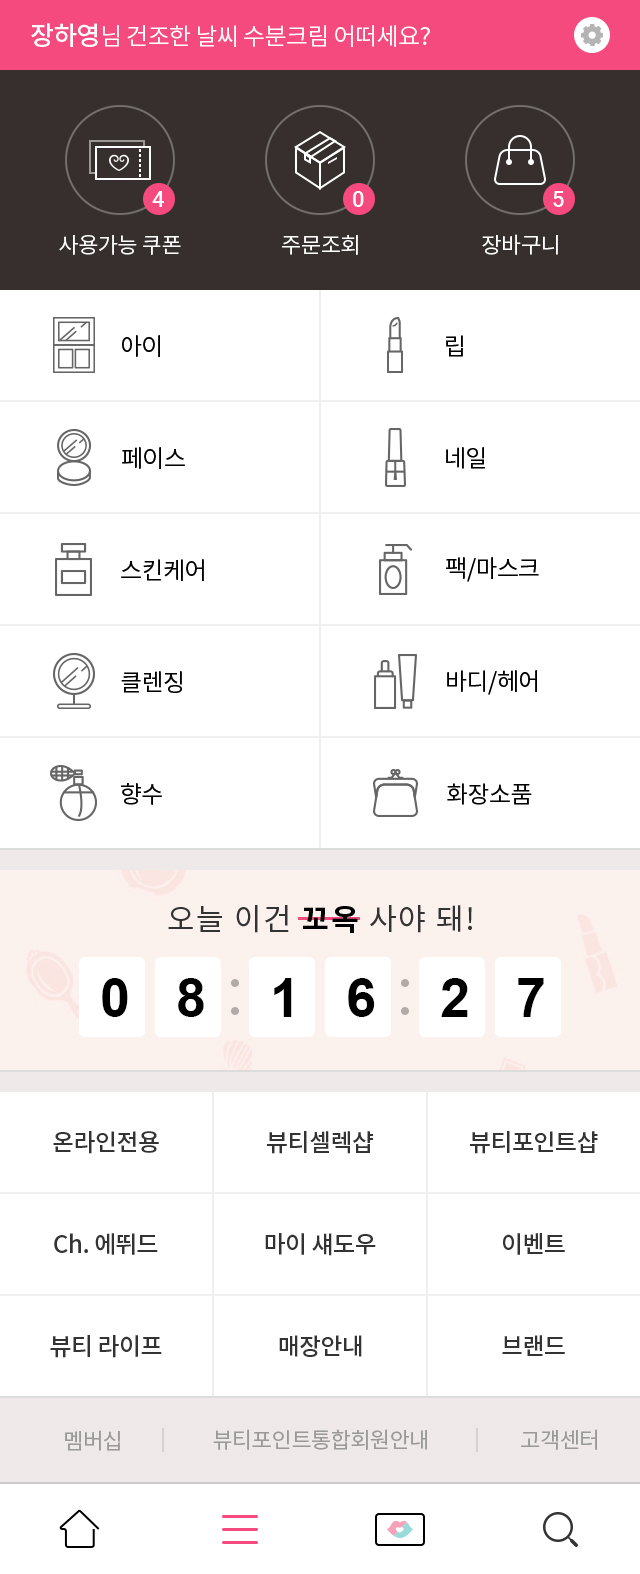 장하영님 건조한 날씨 수분크림 어떠세요?
4
0
5
사용가능 쿠폰
주문조회
장바구니
아이
립
페이스
네일
스킨케어
팩/마스크
클렌징
바디/헤어
향수
화장소품
오늘 이건 꼬옥 사야 돼!
08:16:27
온라인전용
뷰티셀렉샵
뷰티포인트샵
Ch. 에뛰드
마이 섀도우
이벤트
뷰티 라이프
매장안내
브랜드
멤버십
뷰티포인트통합회원안내
고객센터